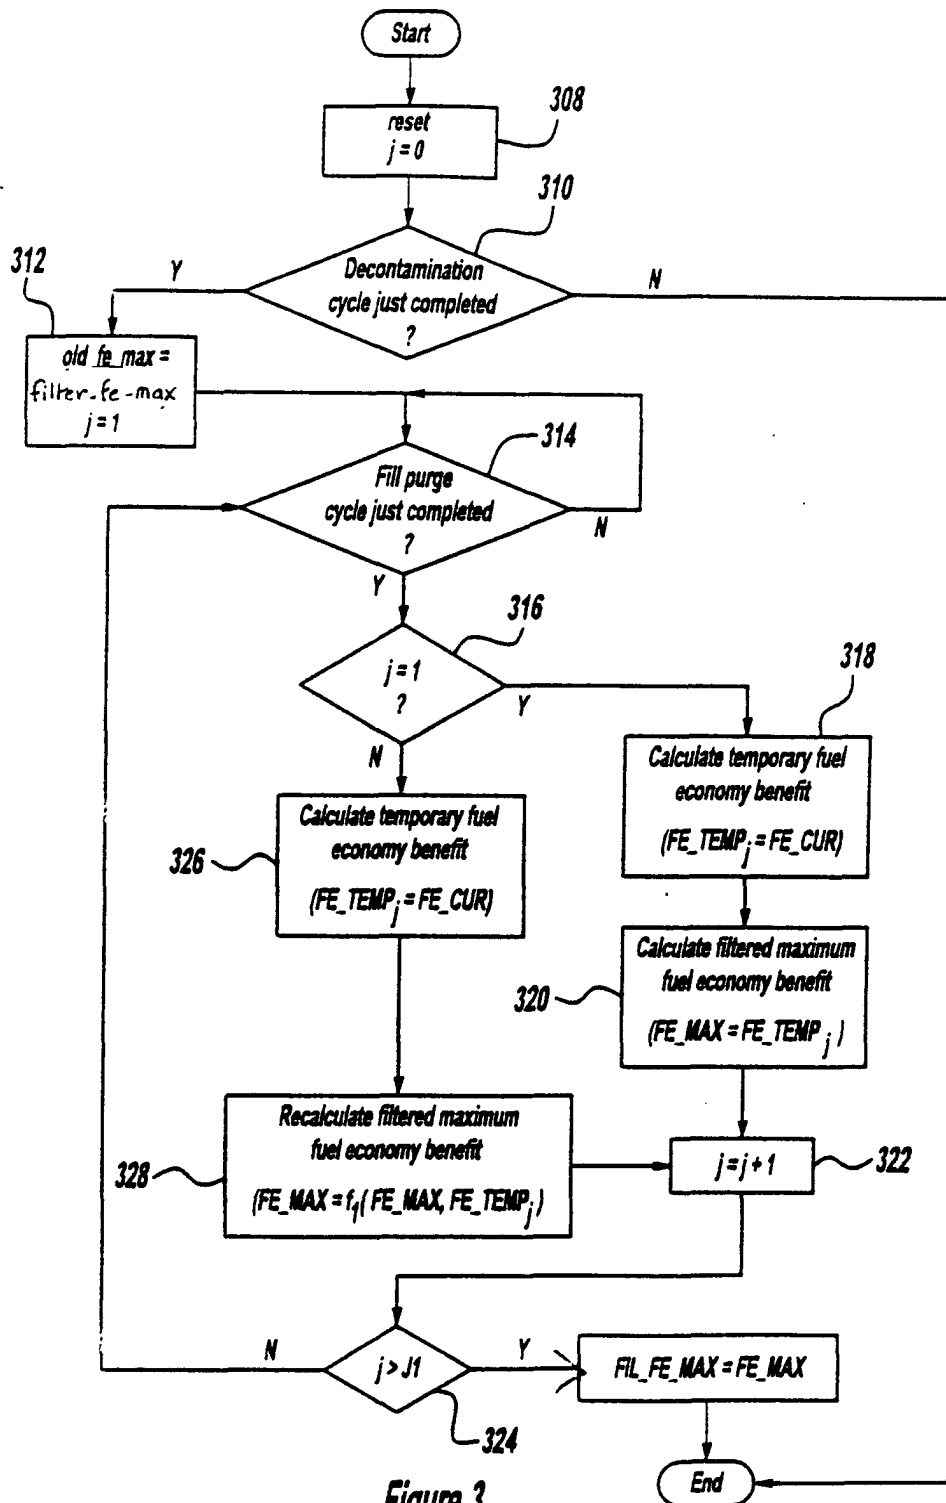 Start
reset
j = 0
308
310
Decontamination
cycle just completed
?
Y
N
312
old fe_max =
filter-fe-max
j = 1
314
Fill purge
cycle just completed
?
N
Y
316
j = 1
?
Y
N
318
Calculate temporary fuel
economy benefit
(FE_TEMPj = FE_CUR)
326
Calculate temporary fuel
economy benefit
(FE_TEMPj = FE_CUR)
320
Calculate filtered maximum
fuel economy benefit
(FE_MAX = FE_TEMPj)
328
Recalculate filtered maximum
fuel economy benefit
(FE_MAX = f1( FE_MAX, FE_TEMPj)
j = j + 1
322
N
j > J1
Y
324
FIL_FE_MAX = FE_MAX
End
Figure 3